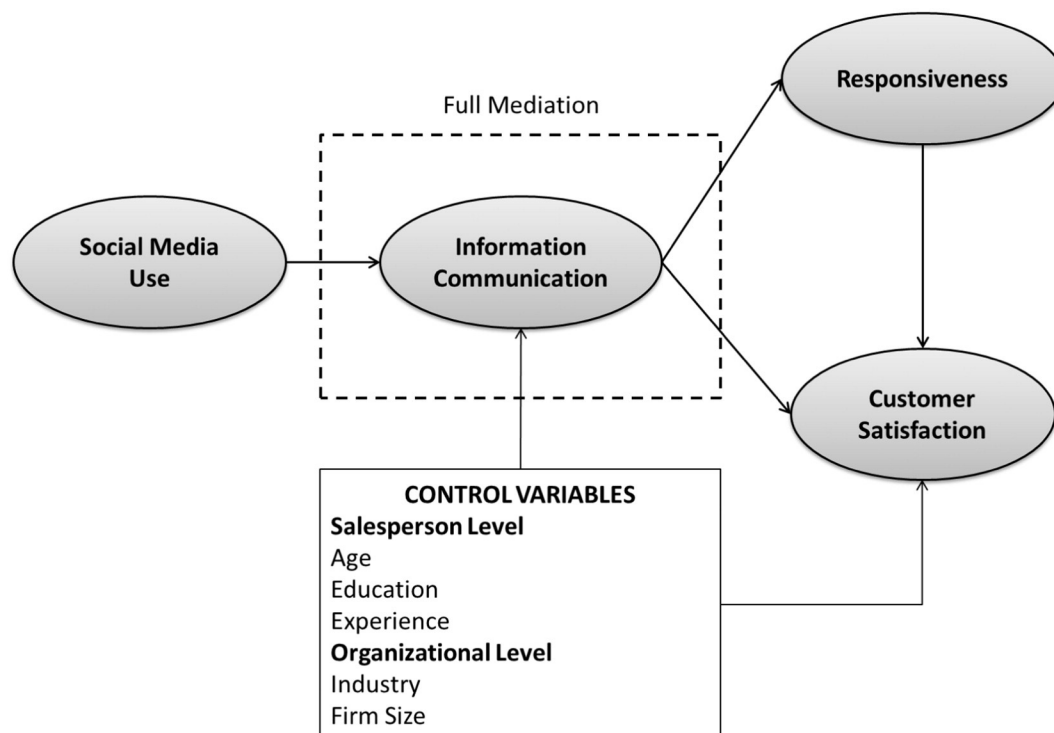 Responsiveness
Full Mediation
Social Media
Use
Information
Communication
Customer
Satisfaction
CONTROL VARIABLES
Salesperson Level
Age
Education
Experience
Organizational Level
Industry
Firm Size